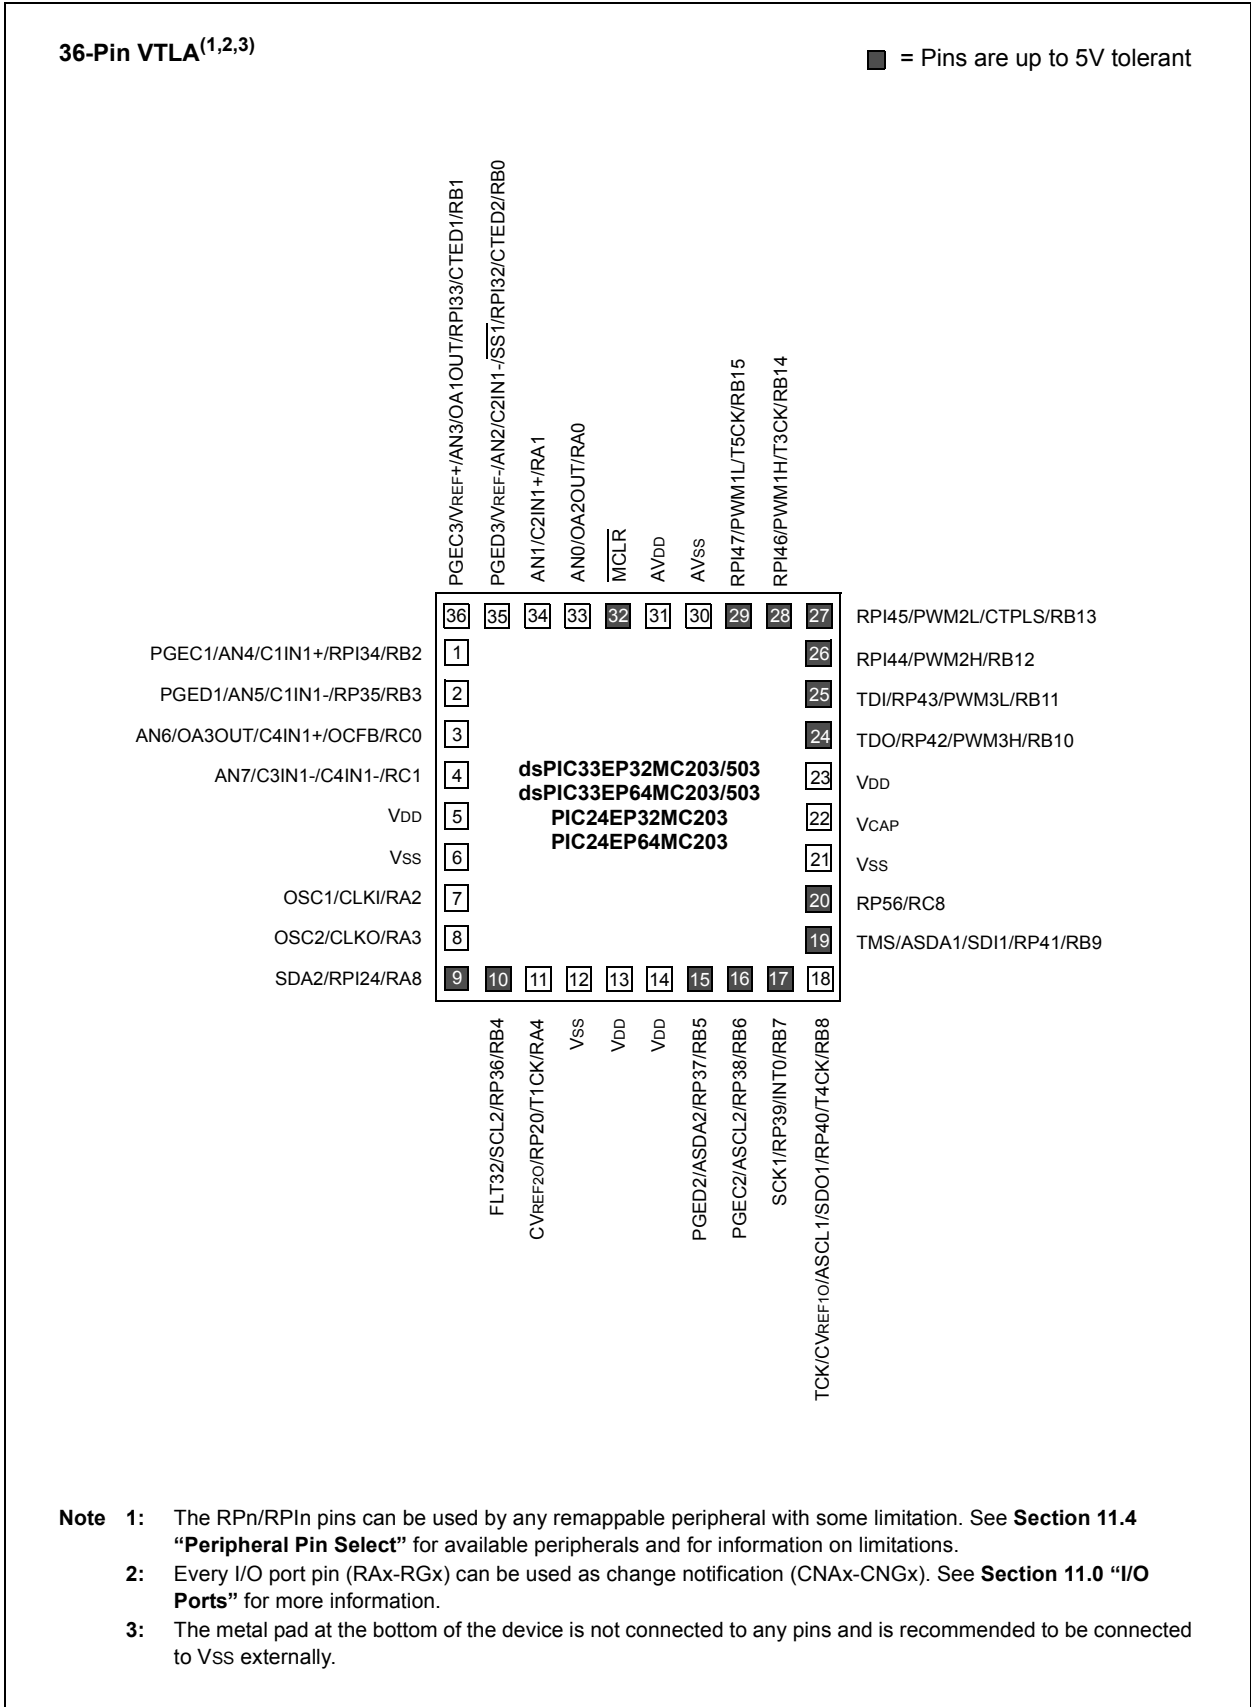 36-Pin VTLA(1,2,3)
= Pins are up to 5V tolerant
PGEC3/VREF+/AN3/OA1OUT/RPI33/CTED1/RB1
PGED3/VREF-/AN2/C2IN1-/SS1/RPI32/CTED2/RB0
AN1/C2IN1+/RA1
AN0/OA2OUT/RA0
MCLR
AVDD
AVSS
RPI47/PWM1L/T5CK/RB15
RPI46/PWM1H/T3CK/RB14
36 35 34 33 32 31 30 29 28 27 RPI45/PWM2L/CTPLS/RB13
PGEC1/AN4/C1IN1+/RPI34/RB2 1 26 RPI44/PWM2H/RB12
PGED1/AN5/C1IN1-/RP35/RB3 2 25 TDI/RP43/PWM3L/RB11
AN6/OA3OUT/C4IN1+/OCFB/RC0 3 24 TDO/RP42/PWM3H/RB10
AN7/C3IN1-/C4IN1-/RC1 4 23 VDD
dsPIC33EP32MC203/503
dsPIC33EP64MC203/503
PIC24EP32MC203
PIC24EP64MC203
VDD 5 22 VCAP
VSS 6 21 VSS
OSC1/CLKI/RA2 7 20 RP56/RC8
OSC2/CLKO/RA3 8 19 TMS/ASDA1/SDI1/RP41/RB9
SDA2/RPI24/RA8 9 10 11 12 13 14 15 16 17 18
FLT32/SCL2/RP36/RB4
CVREF2O/RP20/T1CK/RA4
VSS
VDD
VDD
PGED2/ASDA2/RP37/RB5
PGEC2/ASCL2/RP38/RB6
SCK1/RP39/INT0/RB7
TCK/CVREF1O/ASCL1/SDO1/RP40/T4CK/RB8
Note 1: The RPn/RPIn pins can be used by any remappable peripheral with some limitation. See Section 11.4
“Peripheral Pin Select” for available peripherals and for information on limitations.
2: Every I/O port pin (RAx-RGx) can be used as change notification (CNAx-CNGx). See Section 11.0 “I/O
Ports” for more information.
3: The metal pad at the bottom of the device is not connected to any pins and is recommended to be connected
to VSS externally.